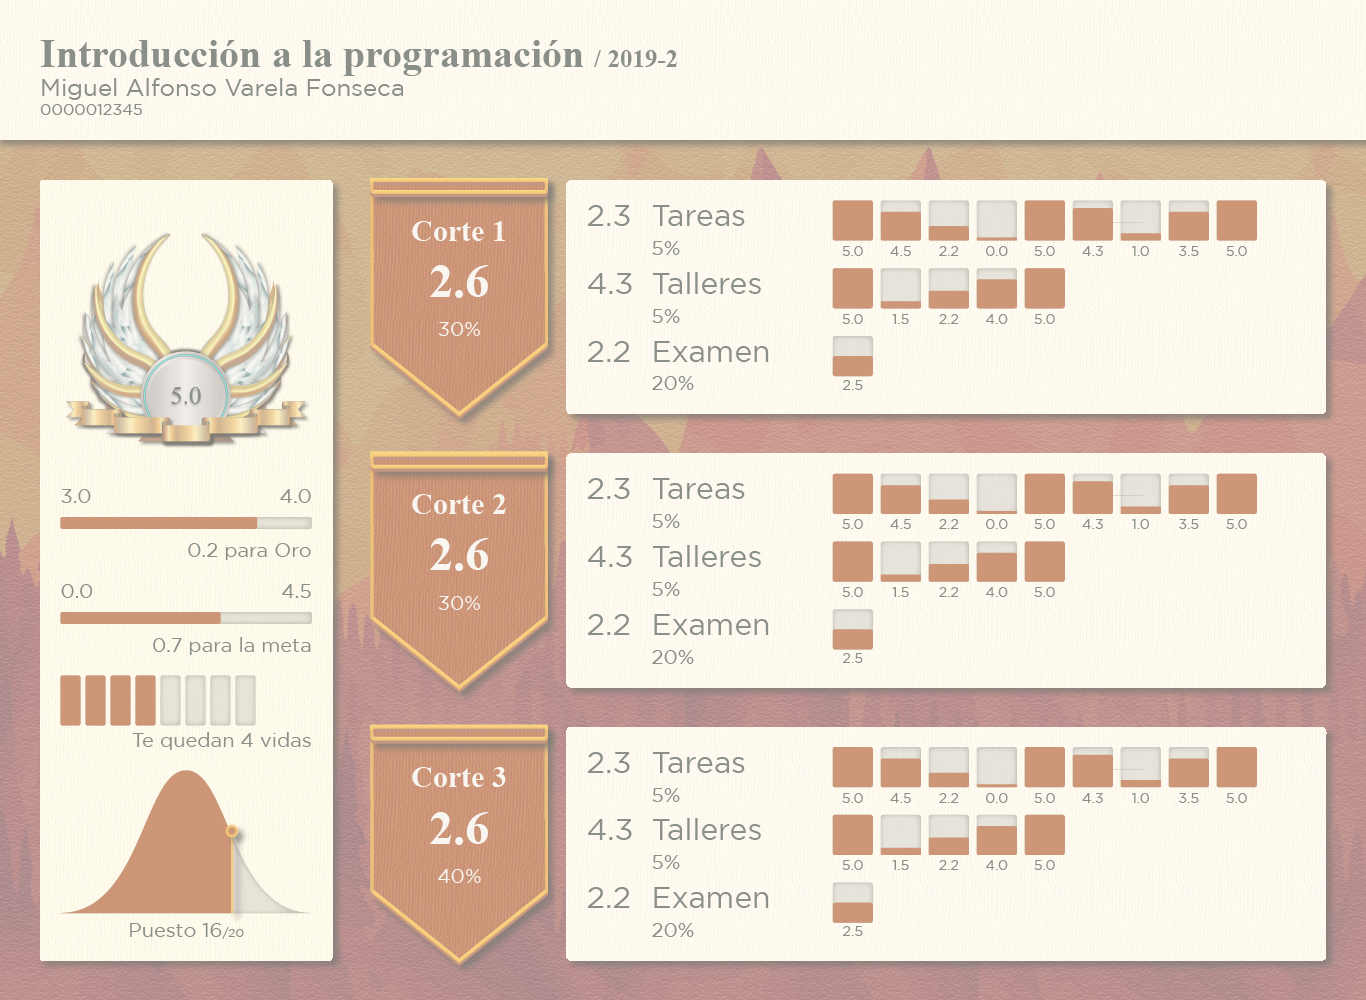 Introducción a la programación / 2019-2
Miguel Alfonso Varela Fonseca
0000012345
5.0
3.0 4.0
0.2 para Oro
0.0 4.5
0.7 para la meta
Te quedan 4 vidas
Puesto 16/20
Corte 1
2.6
30%
2.3 Tareas
5%
5.0 4.5 2.2 0.0 5.0 4.3 1.0 3.5 5.0
4.3 Talleres
5%
5.0 1.5 2.2 4.0 5.0
2.2 Examen
20%
2.5
Corte 2
2.6
30%
2.3 Tareas
5%
5.0 4.5 2.2 0.0 5.0 4.3 1.0 3.5 5.0
4.3 Talleres
5%
5.0 1.5 2.2 4.0 5.0
2.2 Examen
20%
2.5
Corte 3
2.6
40%
2.3 Tareas
5%
5.0 4.5 2.2 0.0 5.0 4.3 1.0 3.5 5.0
4.3 Talleres
5%
5.0 1.5 2.2 4.0 5.0
2.2 Examen
20%
2.5